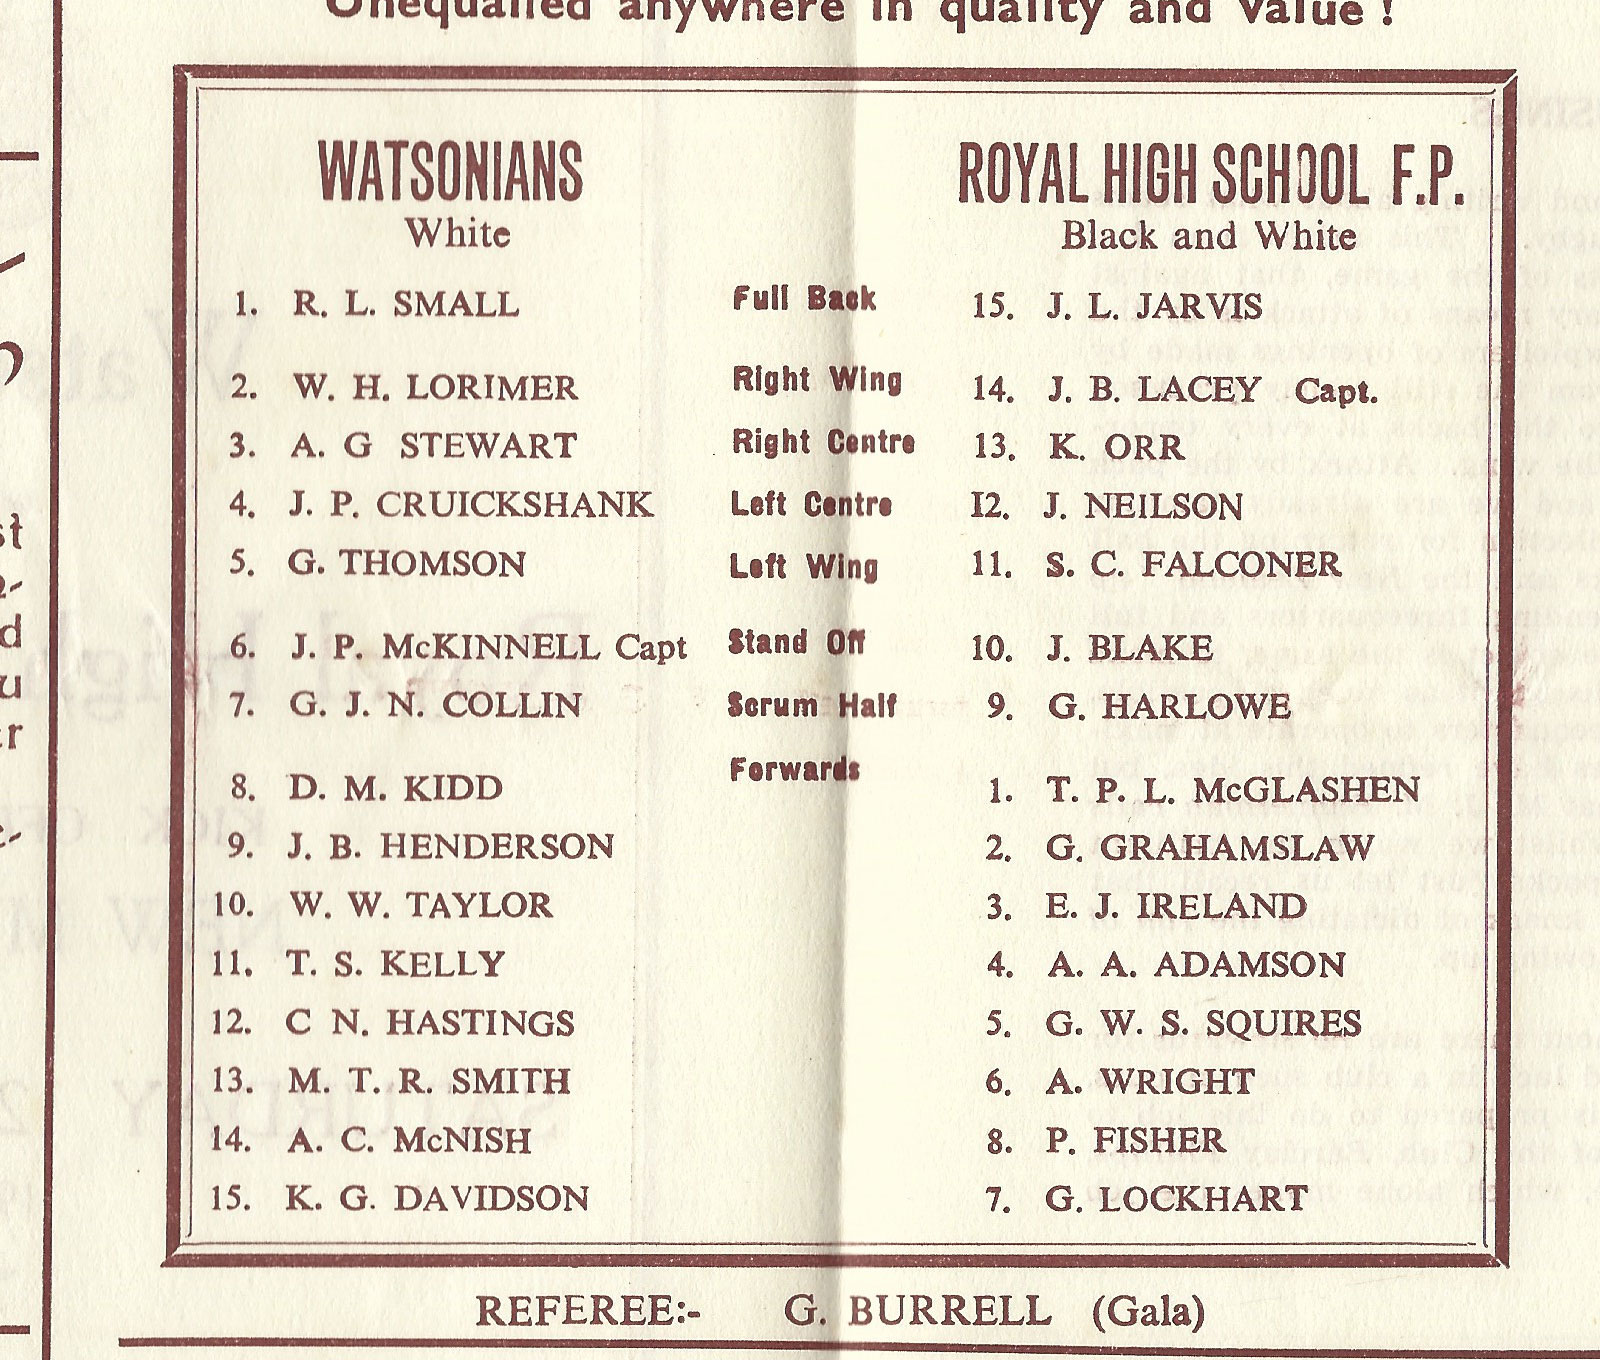 Unequalled anywhere in quality and value !
WATSONIANS ROYAL HIGH SCHOOL F.P.
White Black and White
1. R. L. SMALL Full Back 15. J. L. JARVIS
2. W. H. LORIMER Right Wing 14. J. B. LACEY Capt.
3. A. G STEWART Right Centre 13. K. ORR
4. J. P. CRUICKSHANK Left Centre I2. J. NEILSON
5. G. THOMSON Left Wing 11. S. C. FALCONER
6. J. P. McKINNELL Capt Stand Off 10. J. BLAKE
7. G. J. N. COLLIN Scrum Half 9. G. HARLOWE
Forwards
8. D. M. KIDD 1. T. P. L. McGLASHEN
9. J. B. HENDERSON 2. G. GRAHAMSLAW
10. W. W. TAYLOR 3. E. J. IRELAND
11. T. S. KELLY 4. A. A. ADAMSON
12. C N. HASTINGS 5. G. W. S. SQUIRES
13. M. T. R. SMITH 6. A. WRIGHT
14. A. C. McNISH 8. P. FISHER
15. K. G. DAVIDSON 7. G. LOCKHART
REFEREE:- G. BURRELL (Gala)